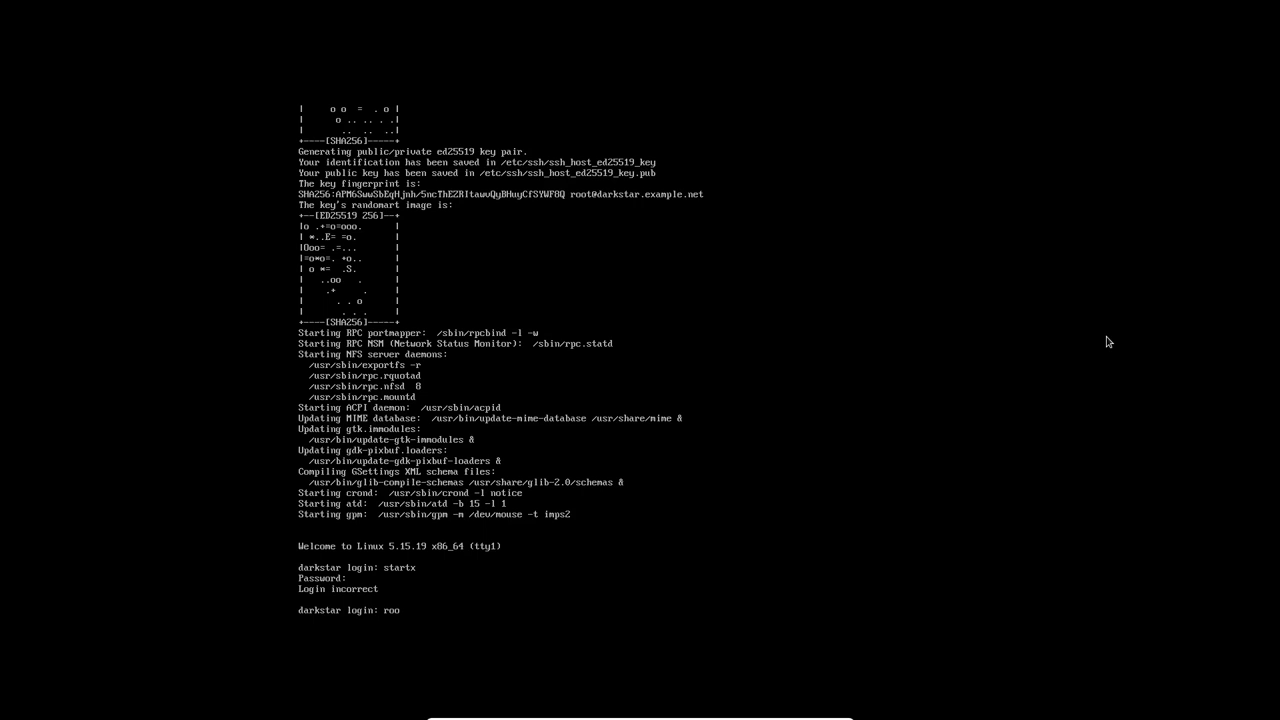 |     o o  =  . o |
|      o .. .. . .|
|       ..  ..  ..|
+----[SHA256]-----+
Generating public/private ed25519 key pair.
Your identification has been saved in /etc/ssh/ssh_host_ed25519_key
Your public key has been saved in /etc/ssh/ssh_host_ed25519_key.pub
The key fingerprint is:
SHA256:APM6SwwSbEqHjnh/5ncThEZRItawvQyBHuyCfSYWF8Q root@darkstar.example.net
The key's randomart image is:
+--[ED25519 256]--+
|o .+=o=ooo.      |
| *..E= =o.       |
|Ooo= .=...       |
|=o*o=. +o..      |
| o *=  .S.       |
|   ..oo   .      |
|    .+     .     |
|      . . o      |
|       . . .     |
+----[SHA256]-----+
Starting RPC portmapper:  /sbin/rpcbind -l -w
Starting RPC NSM (Network Status Monitor):  /sbin/rpc.statd
Starting NFS server daemons:
  /usr/sbin/exportfs -r
  /usr/sbin/rpc.rquotad
  /usr/sbin/rpc.nfsd  8
  /usr/sbin/rpc.mountd
Starting ACPI daemon:  /usr/sbin/acpid
Updating MIME database:  /usr/bin/update-mime-database /usr/share/mime &
Updating gtk.immodules:
  /usr/bin/update-gtk-immodules &
Updating gdk-pixbuf.loaders:
  /usr/bin/update-gdk-pixbuf-loaders &
Compiling GSettings XML schema files:
  /usr/bin/glib-compile-schemas /usr/share/glib-2.0/schemas &
Starting crond:  /usr/sbin/crond -l notice
Starting atd:  /usr/sbin/atd -b 15 -l 1
Starting gpm:  /usr/sbin/gpm -m /dev/mouse -t imps2
Welcome to Linux 5.15.19 x86_64 (tty1)
darkstar login: startx
Password:
Login incorrect
darkstar login: roo